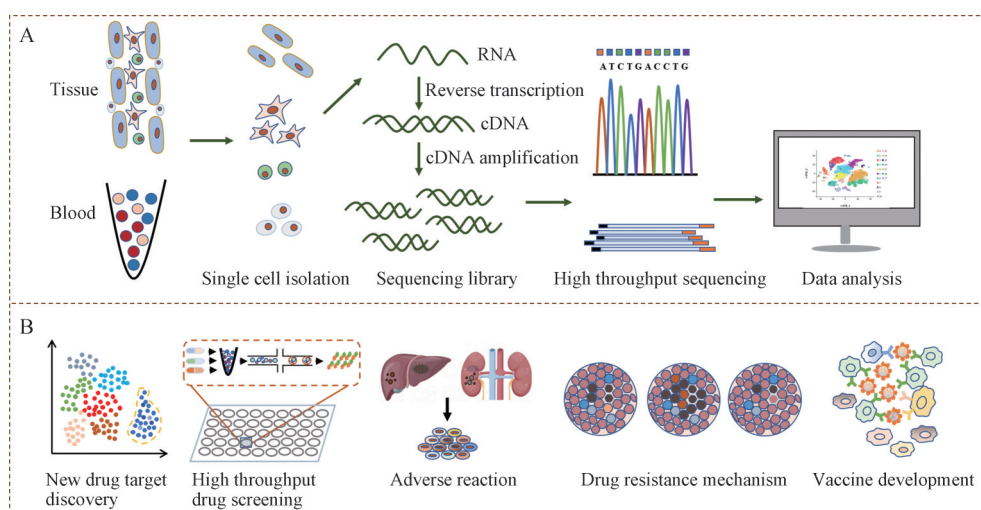 A
Tissue
Blood
Single cell isolation
RNA
Reverse transcription
cDNA
cDNA amplification
Sequencing library
ATCTGACCTG
High throughput sequencing
Data analysis
B
New drug target
discovery
High throughput
drug screening
Adverse reaction
Drug resistance mechanism
Vaccine development